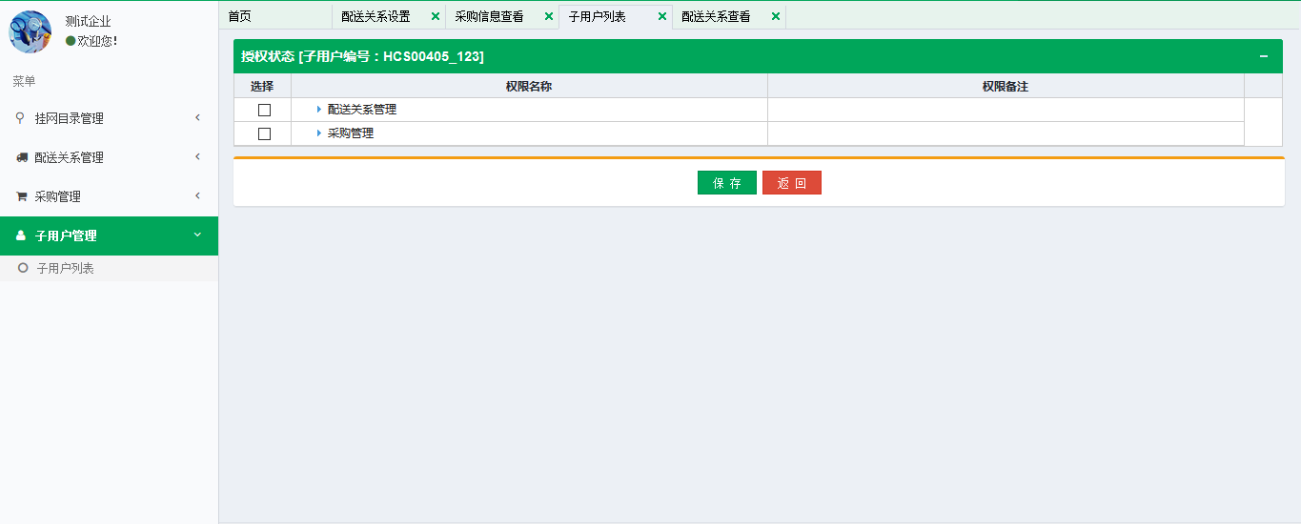 测试企业
欢迎您!
菜单
挂网目录管理
配送关系管理
采购管理
子用户管理
子用户列表
首页
配送关系设置
采购信息查看
子用户列表
配送关系查看
授权状态 [子用户编号：HCS00405_123]
选择 权限名称 权限备注
配送关系管理
采购管理
保 存 返 回